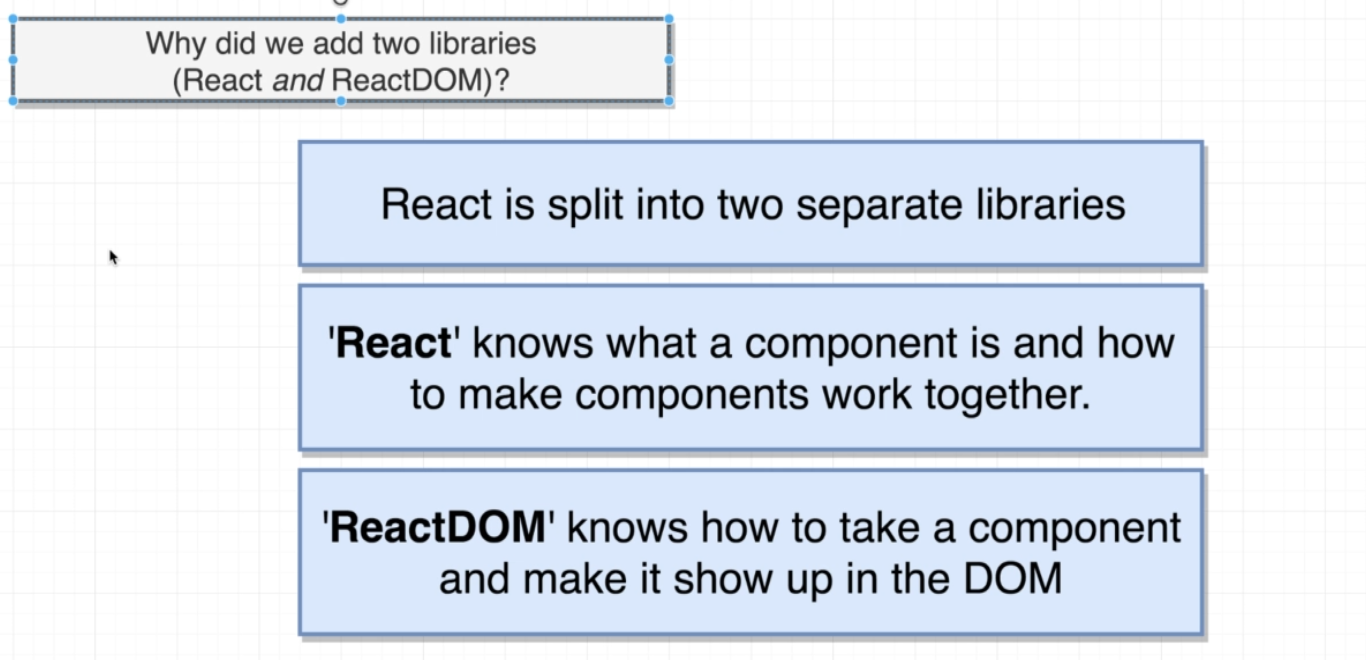 Why did we add two libraries
(React and ReactDOM)?
React is split into two separate libraries
'React' knows what a component is and how
to make components work together.
'ReactDOM' knows how to take a component
and make it show up in the DOM